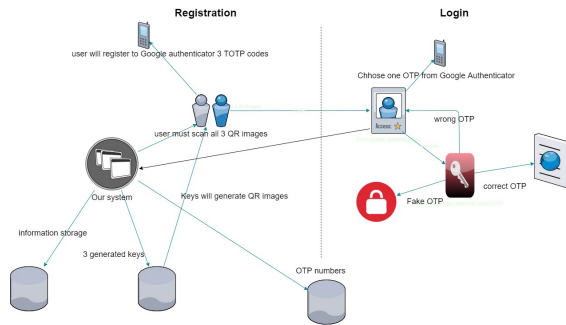 Registration
Login
user will register to Google authenticator 3 TOTP codes
Chhose one OTP from Google Authenticator
wrong OTP
user must scan all 3 QR images
Our system
Keys will generate QR images
correct OTP
Fake OTP
information storage
3 generated keys
OTP numbers